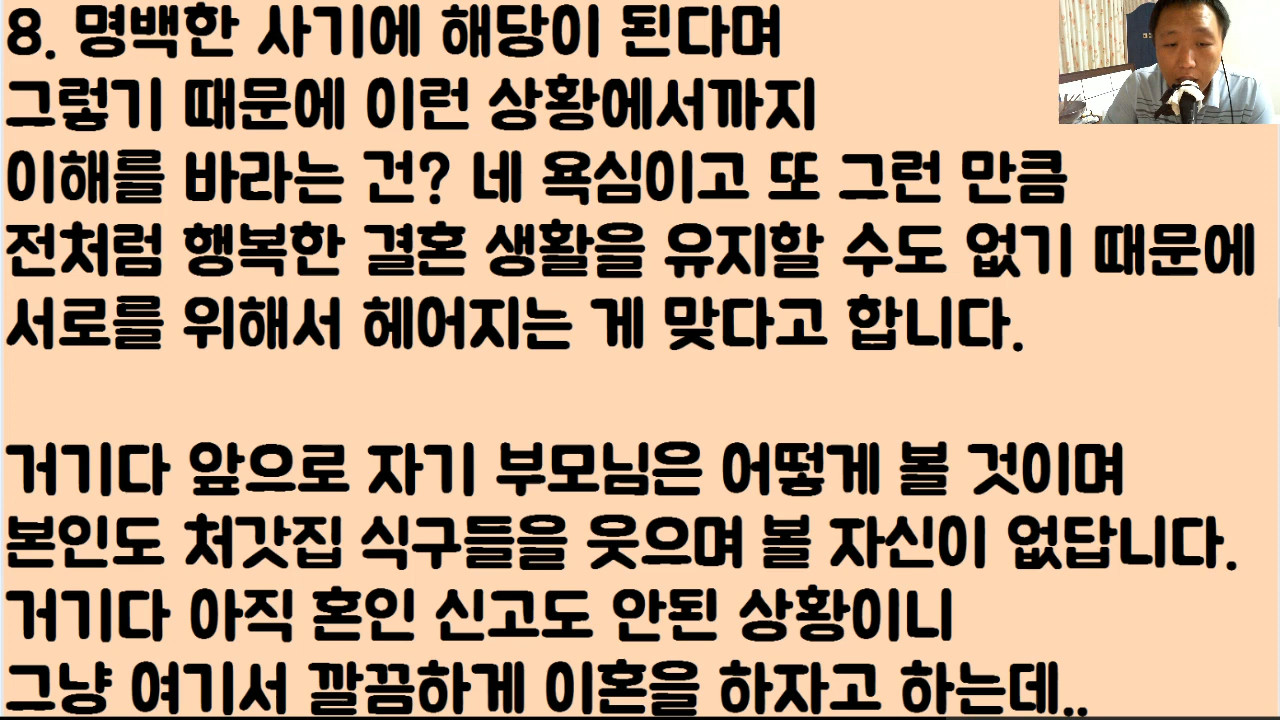 8. 명백한 사기에 해당이 된다며
그렇기 때문에 이런 상황에서까지
이해를 바라는 건? 네 욕심이고 또 그런 만큼
전처럼 행복한 결혼 생활을 유지할 수도 없기 때문에
서로를 위해서 헤어지는 게 맞다고 합니다.
거기다 앞으로 자기 부모님은 어떻게 볼 것이며
본인도 처갓집 식구들을 웃으며 볼 자신이 없답니다.
거기다 아직 혼인 신고도 안된 상황이니
그냥 여기서 깔끔하게 이혼을 하자고 하는데..